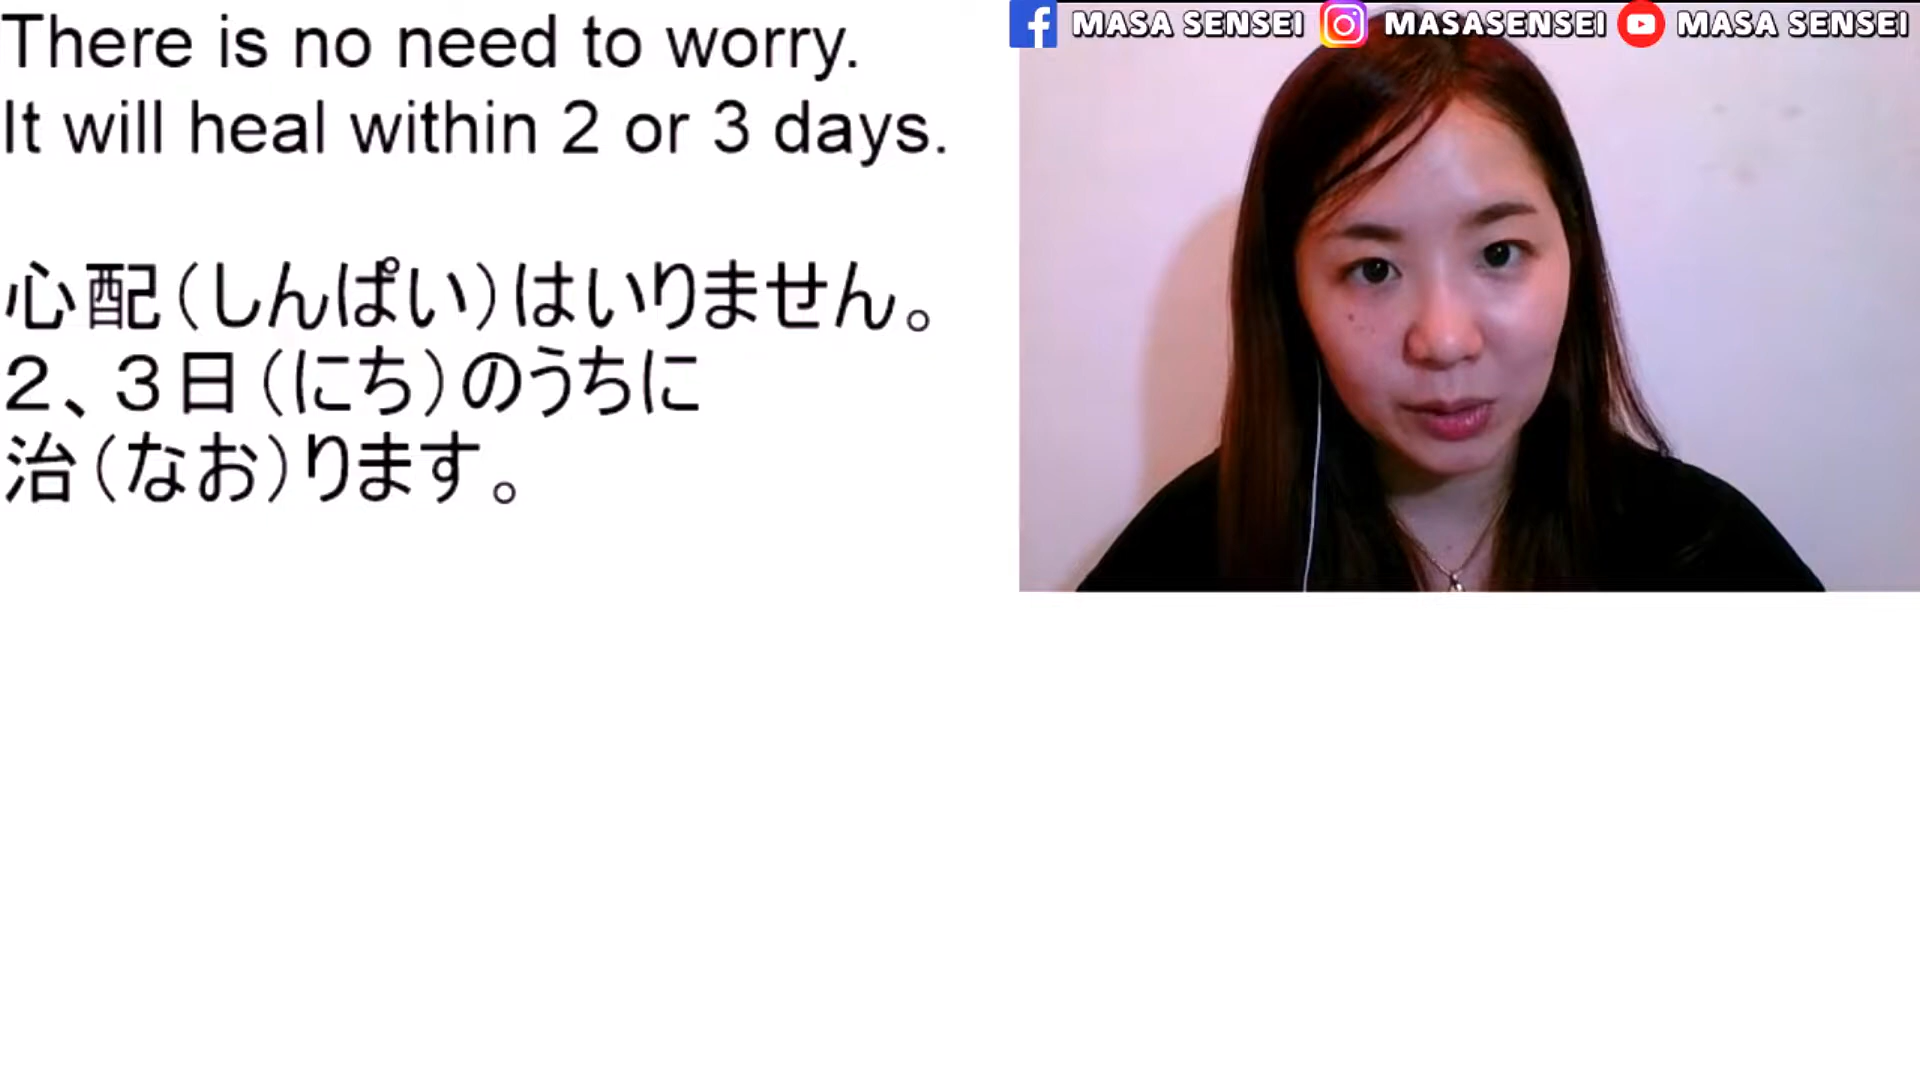 There is no need to worry.
It will heal within 2 or 3 days.
心配（しんぱい）はいりません。
２、３日（にち）のうちに
治（なお）ります。
MASA SENSEI MASASENSEI MASA SENSEI